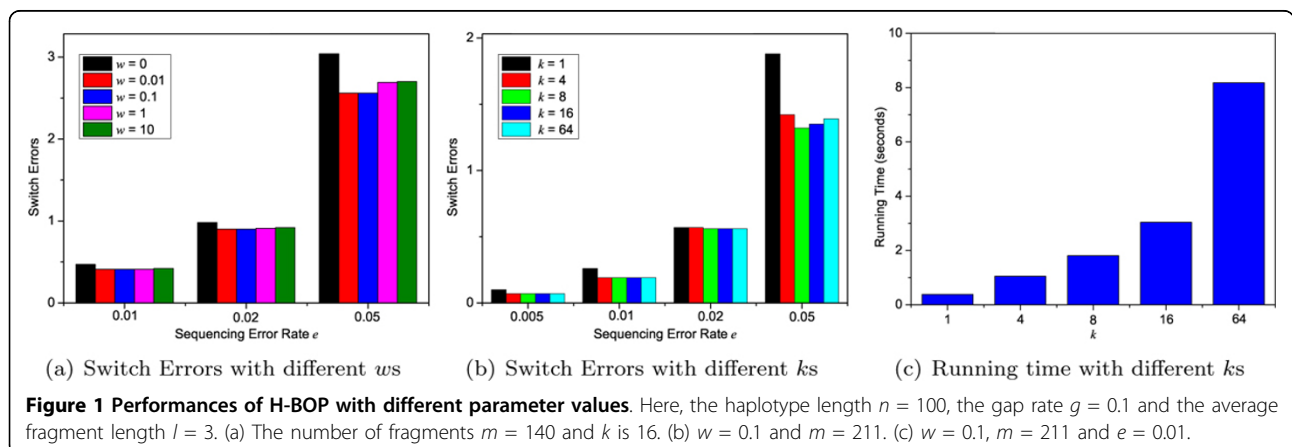 3
2
1
0
Switch Errors
w = 0
w = 0.01
w = 0.1
w = 1
w = 10
0.01
0.02
0.05
Sequencing Error Rate e
(a) Switch Errors with different ws
2
1
0
Switch Errors
k = 1
k = 4
k = 8
k = 16
k = 64
0.005
0.01
0.02
0.05
Sequencing Error Rate e
(b) Switch Errors with different ks
10
8
6
4
2
0
Running Time (seconds)
1
4
8
16
64
k
(c) Running time with different ks
Figure 1 Performances of H-BOP with different parameter values. Here, the haplotype length n = 100, the gap rate g = 0.1 and the average
fragment length l = 3. (a) The number of fragments m = 140 and k is 16. (b) w = 0.1 and m = 211. (c) w = 0.1, m = 211 and e = 0.01.